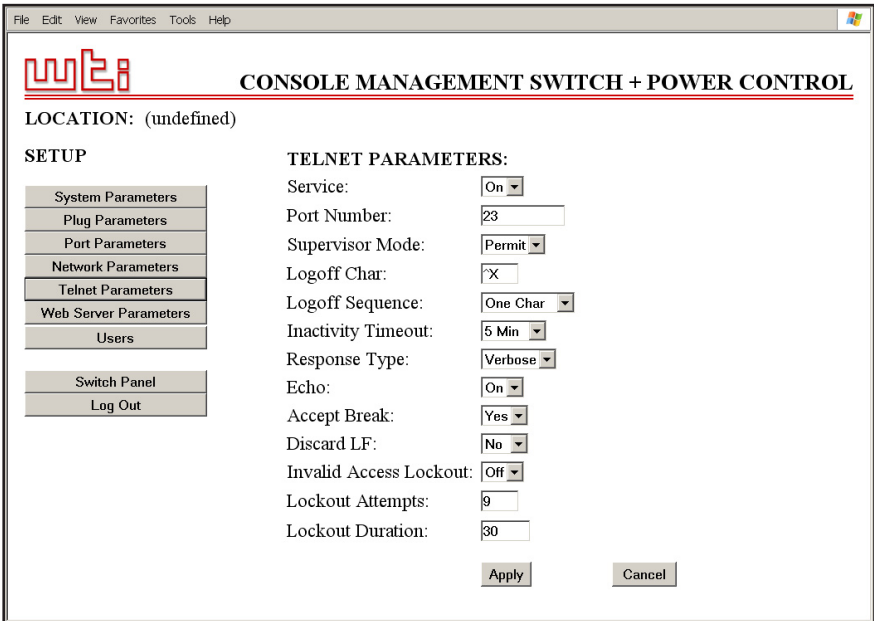 File Edit View Favorites Tools Help
wti
CONSOLE MANAGEMENT SWITCH + POWER CONTROL
LOCATION: (undefined)
SETUP
System Parameters
Plug Parameters
Port Parameters
Network Parameters
Telnet Parameters
Web Server Parameters
Users
Switch Panel
Log Out
TELNET PARAMETERS:
Service: On
Port Number: 23
Supervisor Mode: Permit
Logoff Char: ^X
Logoff Sequence: One Char
Inactivity Timeout: 5 Min
Response Type: Verbose
Echo: On
Accept Break: Yes
Discard LF: No
Invalid Access Lockout: Off
Lockout Attempts: 9
Lockout Duration: 30
Apply Cancel